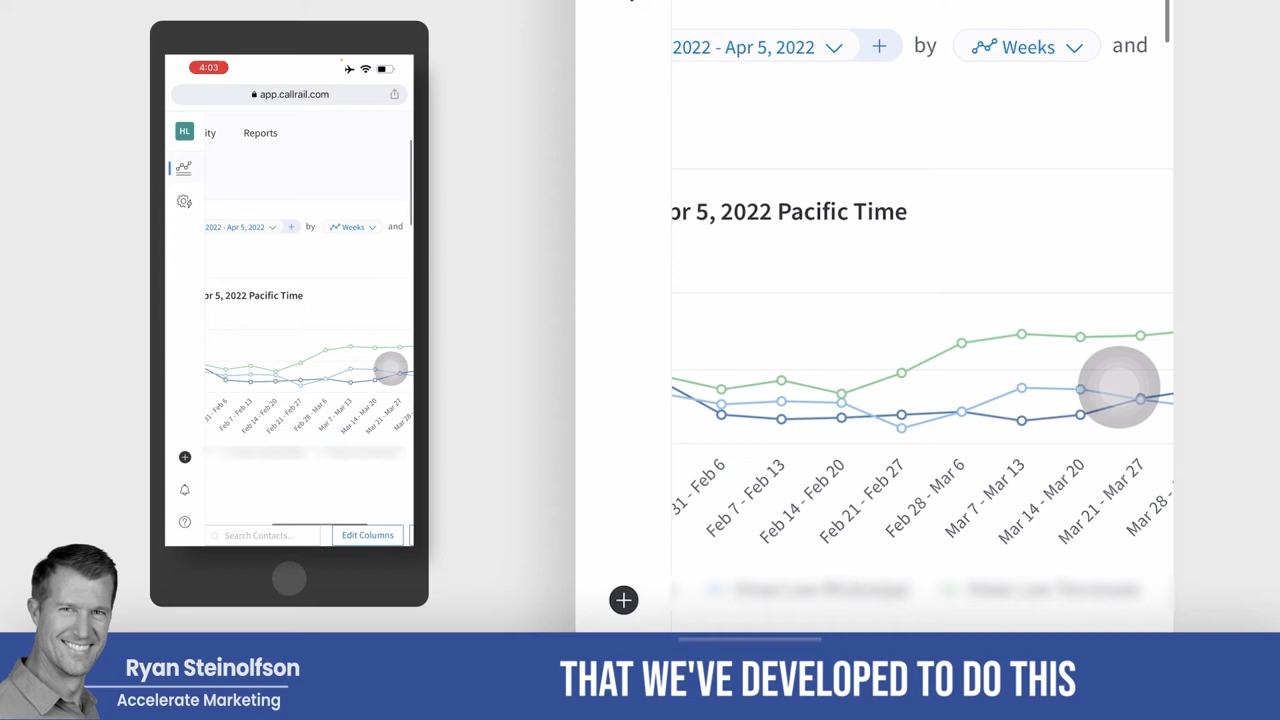 4:03
app.callrail.com
HL
ity
Reports
2022 - Apr 5, 2022
by
Weeks
and
pr 5, 2022 Pacific Time
31 - Feb 6
Feb 7 - Feb 13
Feb 14 - Feb 20
Feb 21 - Feb 27
Feb 28 - Mar 6
Mar 7 - Mar 13
Mar 14 - Mar 20
Mar 21 - Mar 27
Mar 28 -
Search Contacts...
Edit Columns
2022 - Apr 5, 2022
+
by
Weeks
and
pr 5, 2022 Pacific Time
31 - Feb 6
Feb 7 - Feb 13
Feb 14 - Feb 20
Feb 21 - Feb 27
Feb 28 - Mar 6
Mar 7 - Mar 13
Mar 14 - Mar 20
Mar 21 - Mar 27
Mar 28 -
Ryan Steinolfson
Accelerate Marketing
THAT WE'VE DEVELOPED TO DO THIS